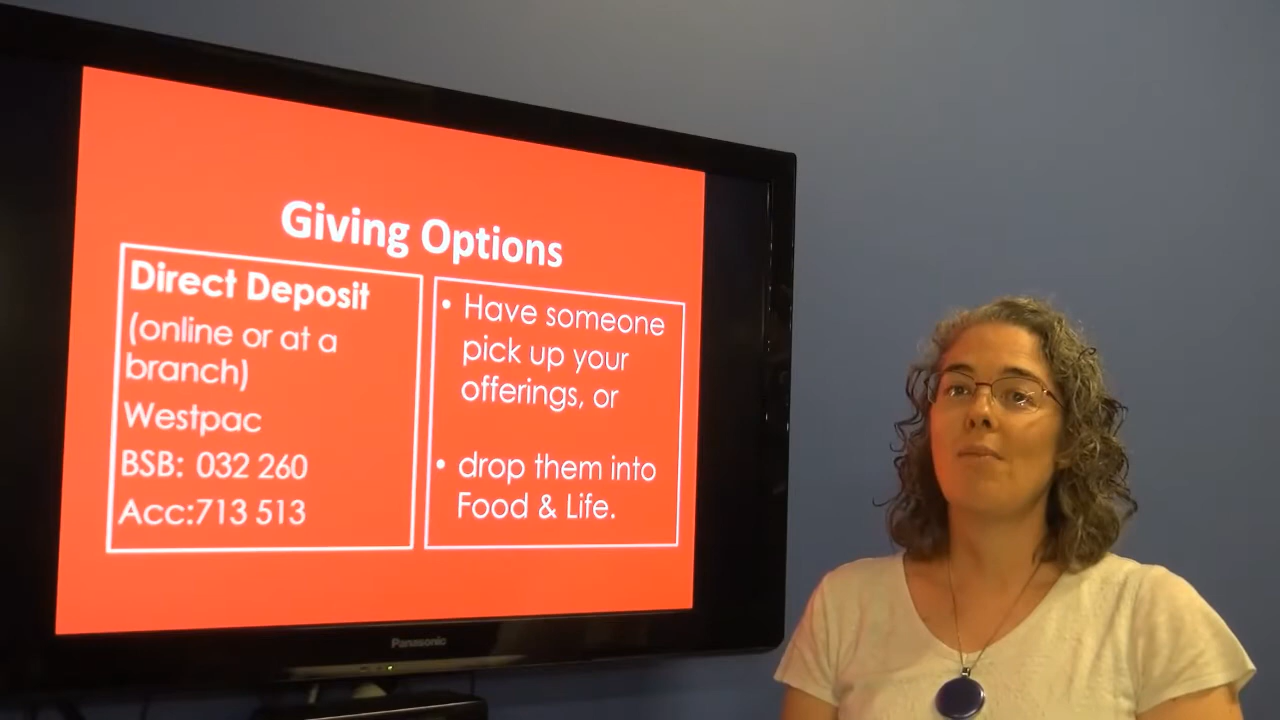 Giving Options
Direct Deposit
(online or at a
branch)
Westpac
BSB: 032 260
Acc:713 513
• Have someone
pick up your
offerings, or
• drop them into
Food & Life.
Panasonic